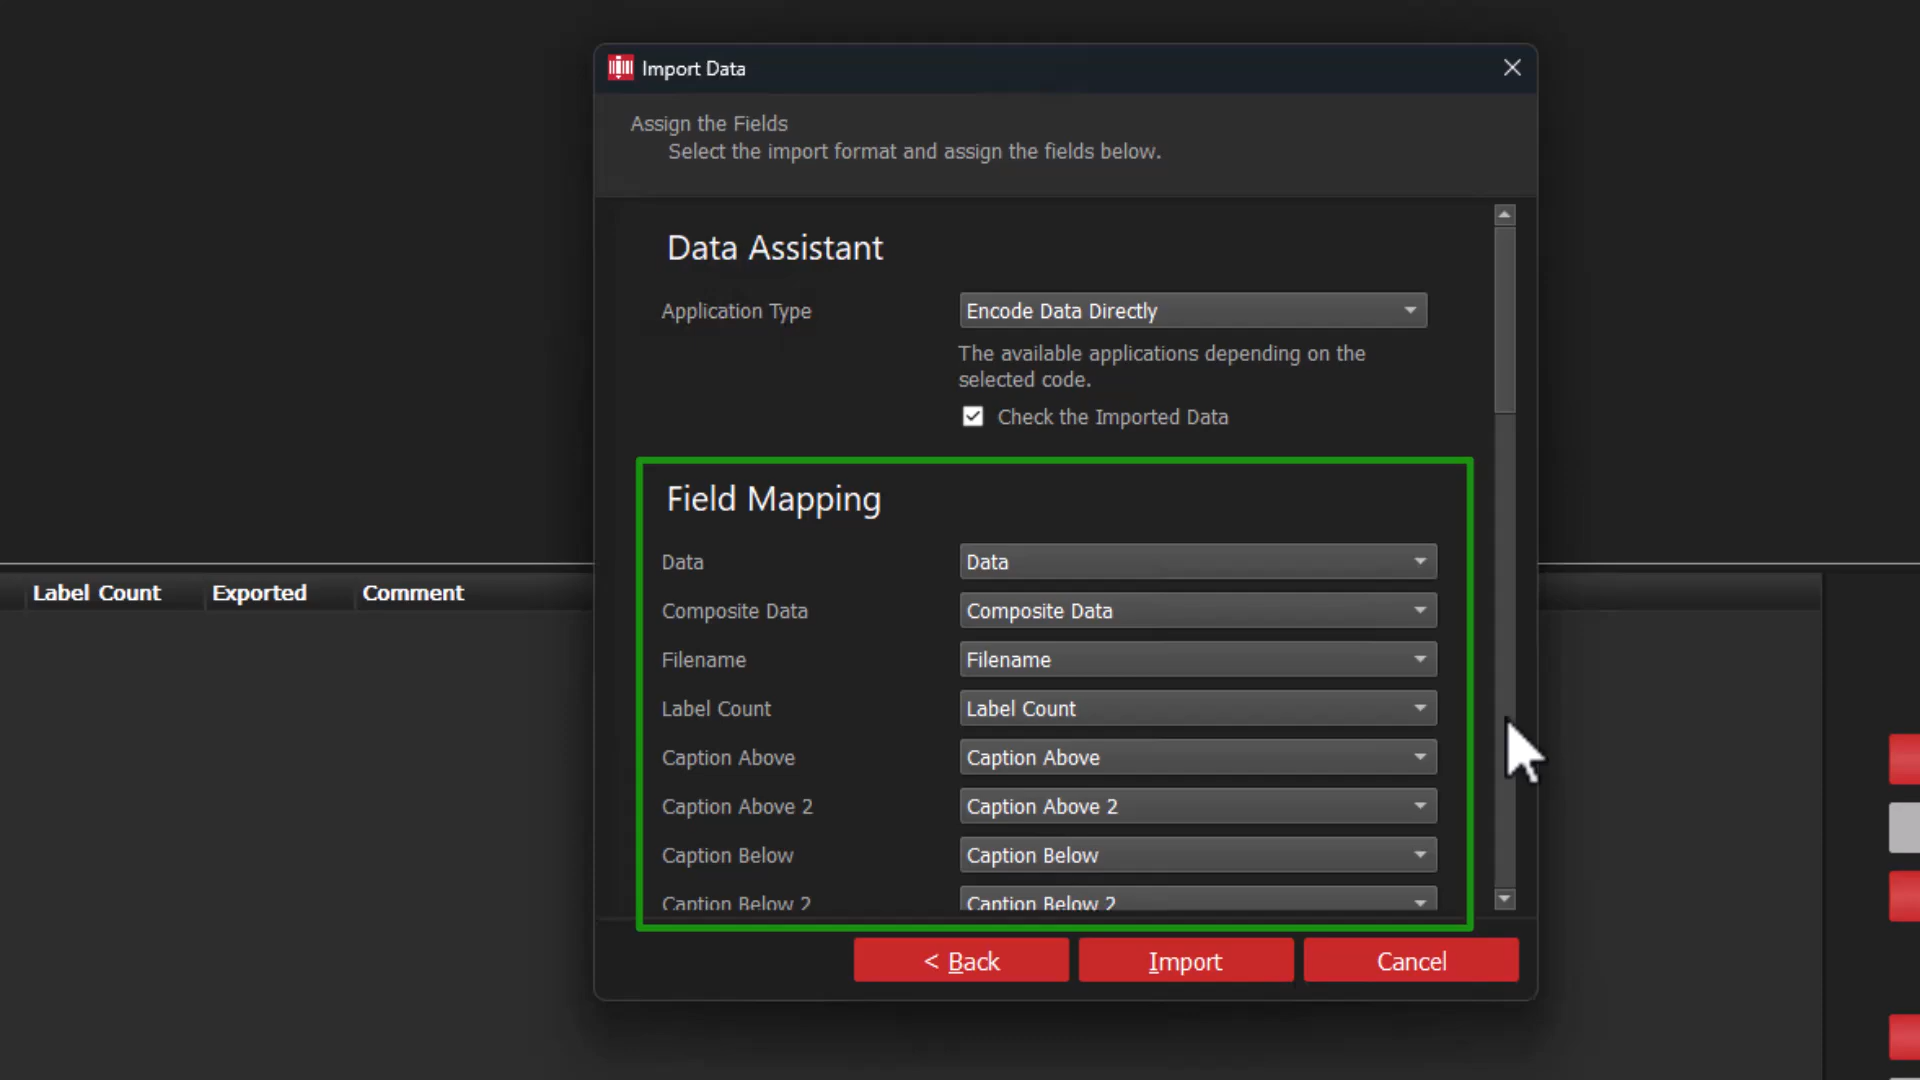 Import Data
Assign the Fields
Select the import format and assign the fields below.
Data Assistant
Application Type
Encode Data Directly
The available applications depending on the
selected code.
Check the Imported Data
Field Mapping
Data
Data
Composite Data
Composite Data
Filename
Filename
Label Count
Label Count
Caption Above
Caption Above
Caption Above 2
Caption Above 2
Caption Below
Caption Below
Caption Below 2
Caption Below 2
< Back
Import
Cancel
Label Count
Exported
Comment